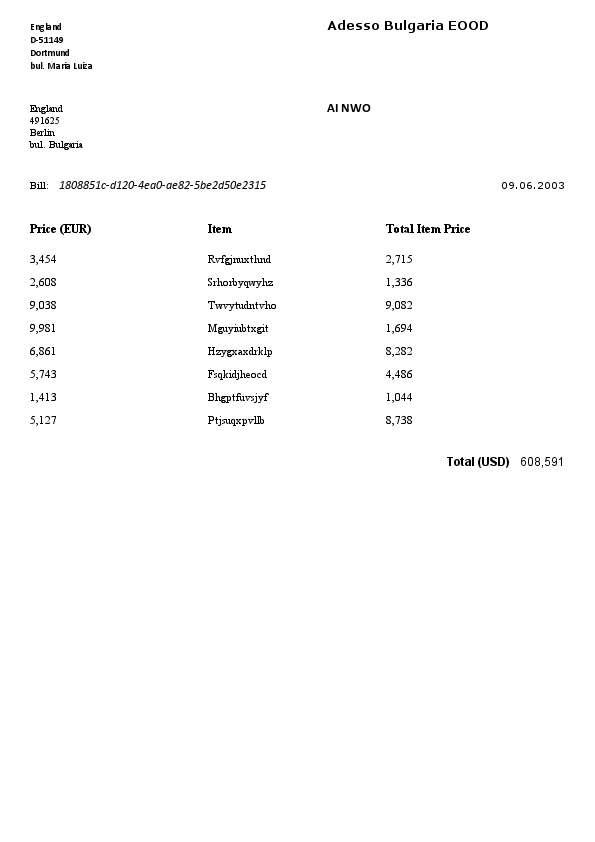 England
D-51149
Dortmund
bul. Maria Luiza
Adesso Bulgaria EOOD
England
491625
Berlin
bul. Bulgaria
AI NWO
Bill: 1808851c-d120-4ea0-ae82-5be2d50e2315 09.06.2003
Price (EUR) Item Total Item Price
3,454 Rvfgjnuxthnd 2,715
2,608 Srhorbyqwyhz 1,336
9,038 Twvytudntvho 9,082
9,981 Mguyiubtxgit 1,694
6,861 Hzygxaxdrklp 8,282
5,743 Fsqkidjheocd 4,486
1,413 Bhgptfuvsjyf 1,044
5,127 Ptjsuqxpvllb 8,738
Total (USD) 608,591